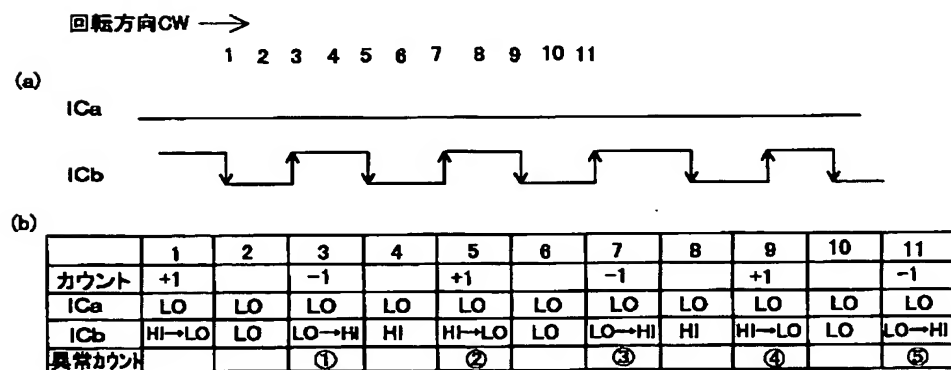 回転方向CW →
1 2 3 4 5 6 7 8 9 10 11
(a)
ICa
ICb
(b)
1 2 3 4 5 6 7 8 9 10 11
カウント +1 -1 +1 -1 +1 -1
ICa LO LO LO LO LO LO LO LO LO LO LO
ICb HI→LO LO LO→HI HI HI→LO LO LO→HI HI HI→LO LO LO→HI
異常カウント ① ② ③ ④ ⑤